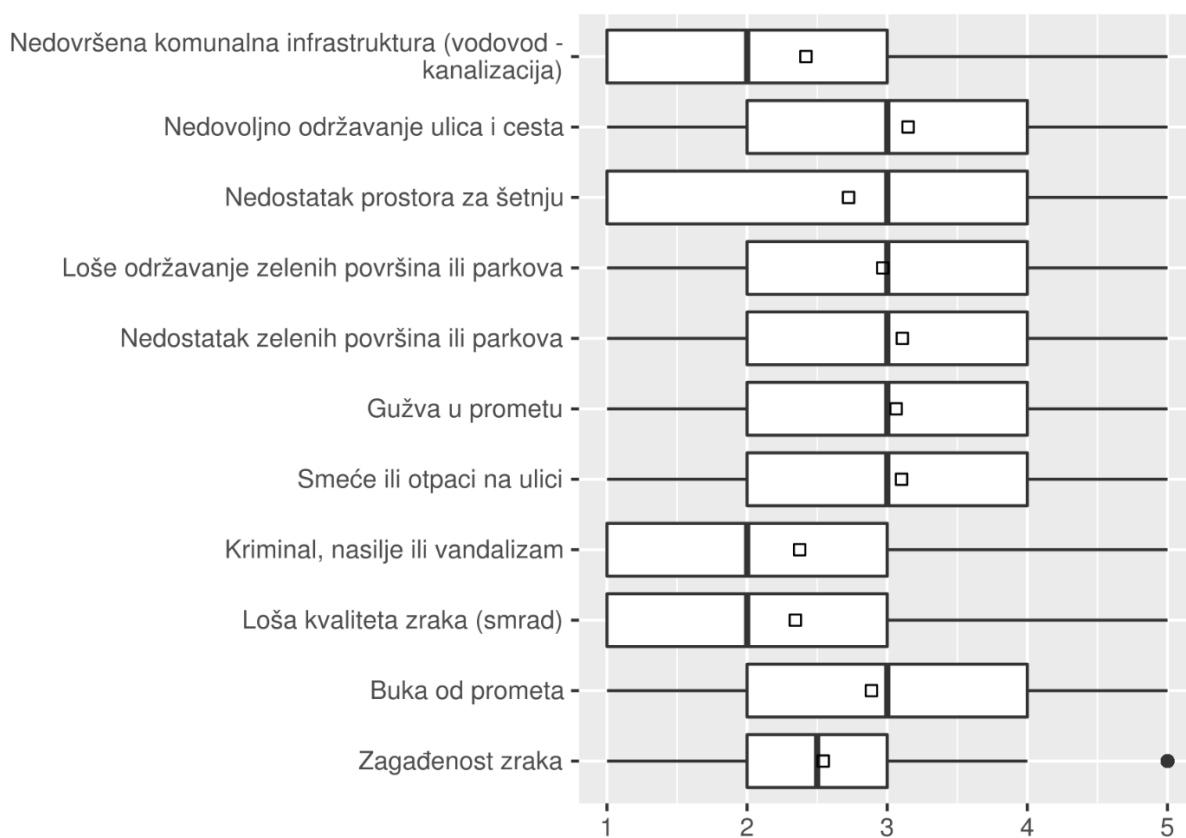 Nedovršena komunalna infrastruktura (vodovod -
kanalizacija)
Nedovoljno održavanje ulica i cesta
Nedostatak prostora za šetnju
Loše održavanje zelenih površina ili parkova
Nedostatak zelenih površina ili parkova
Gužva u prometu
Smeće ili otpaci na ulici
Kriminal, nasilje ili vandalizam
Loša kvaliteta zraka (smrad)
Buka od prometa
Zagađenost zraka
1 2 3 4 5